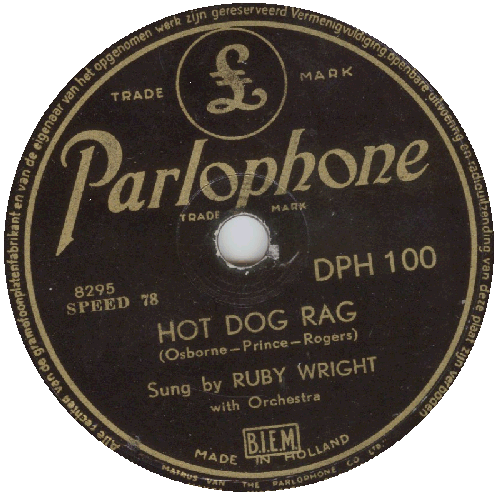 Alle rechten van de gramofoonplatenfabrikant en van de eigenaar van het opgenomen werk zijn gereserveerd Vermenigvuldiging, openbare uitvoering en radiouitzending van deze plaat zijn verboden
£
TRADE MARK
Parlophone
TRADE MARK
DPH 100
8295
SPEED 78
HOT DOG RAG
(Osborne — Prince — Rogers)
Sung by RUBY WRIGHT
with Orchestra
B.I.E.M.
MADE IN HOLLAND
MATRIJS VAN THE PARLOPHONE CO LTD.